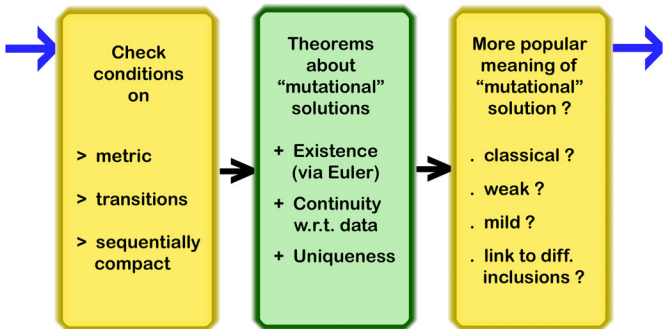 Check
conditions
on
> metric
> transitions
> sequentially
compact
Theorems
about
“mutational”
solutions
+ Existence
(via Euler)
+ Continuity
w.r.t. data
+ Uniqueness
More popular
meaning of
“mutational”
solution ?
. classical ?
. weak ?
. mild ?
. link to diff.
inclusions ?